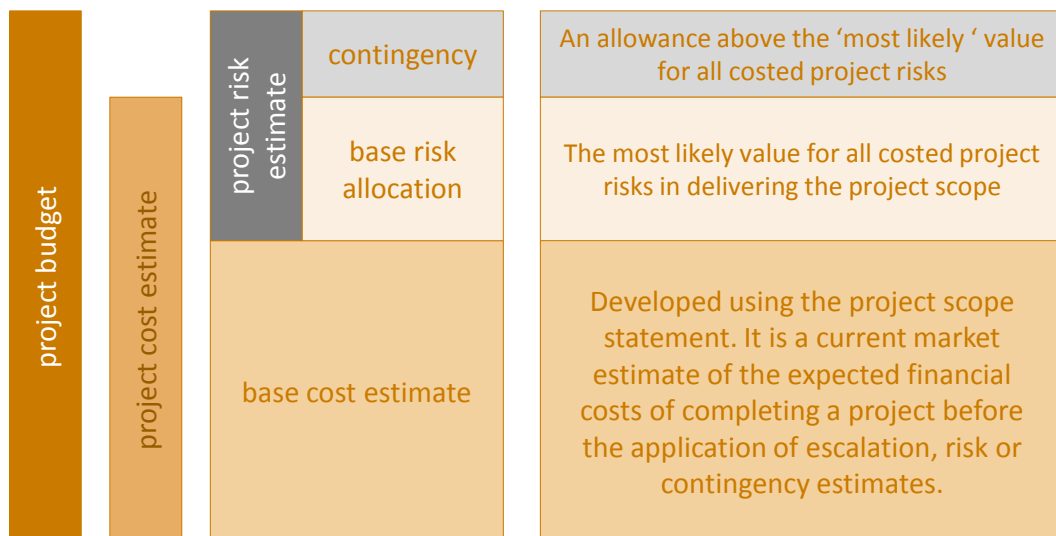 project budget
project cost estimate
project risk
estimate
contingency
An allowance above the ‘most likely ‘ value
for all costed project risks
base risk
allocation
The most likely value for all costed project
risks in delivering the project scope
base cost estimate
Developed using the project scope
statement. It is a current market
estimate of the expected financial
costs of completing a project before
the application of escalation, risk or
contingency estimates.